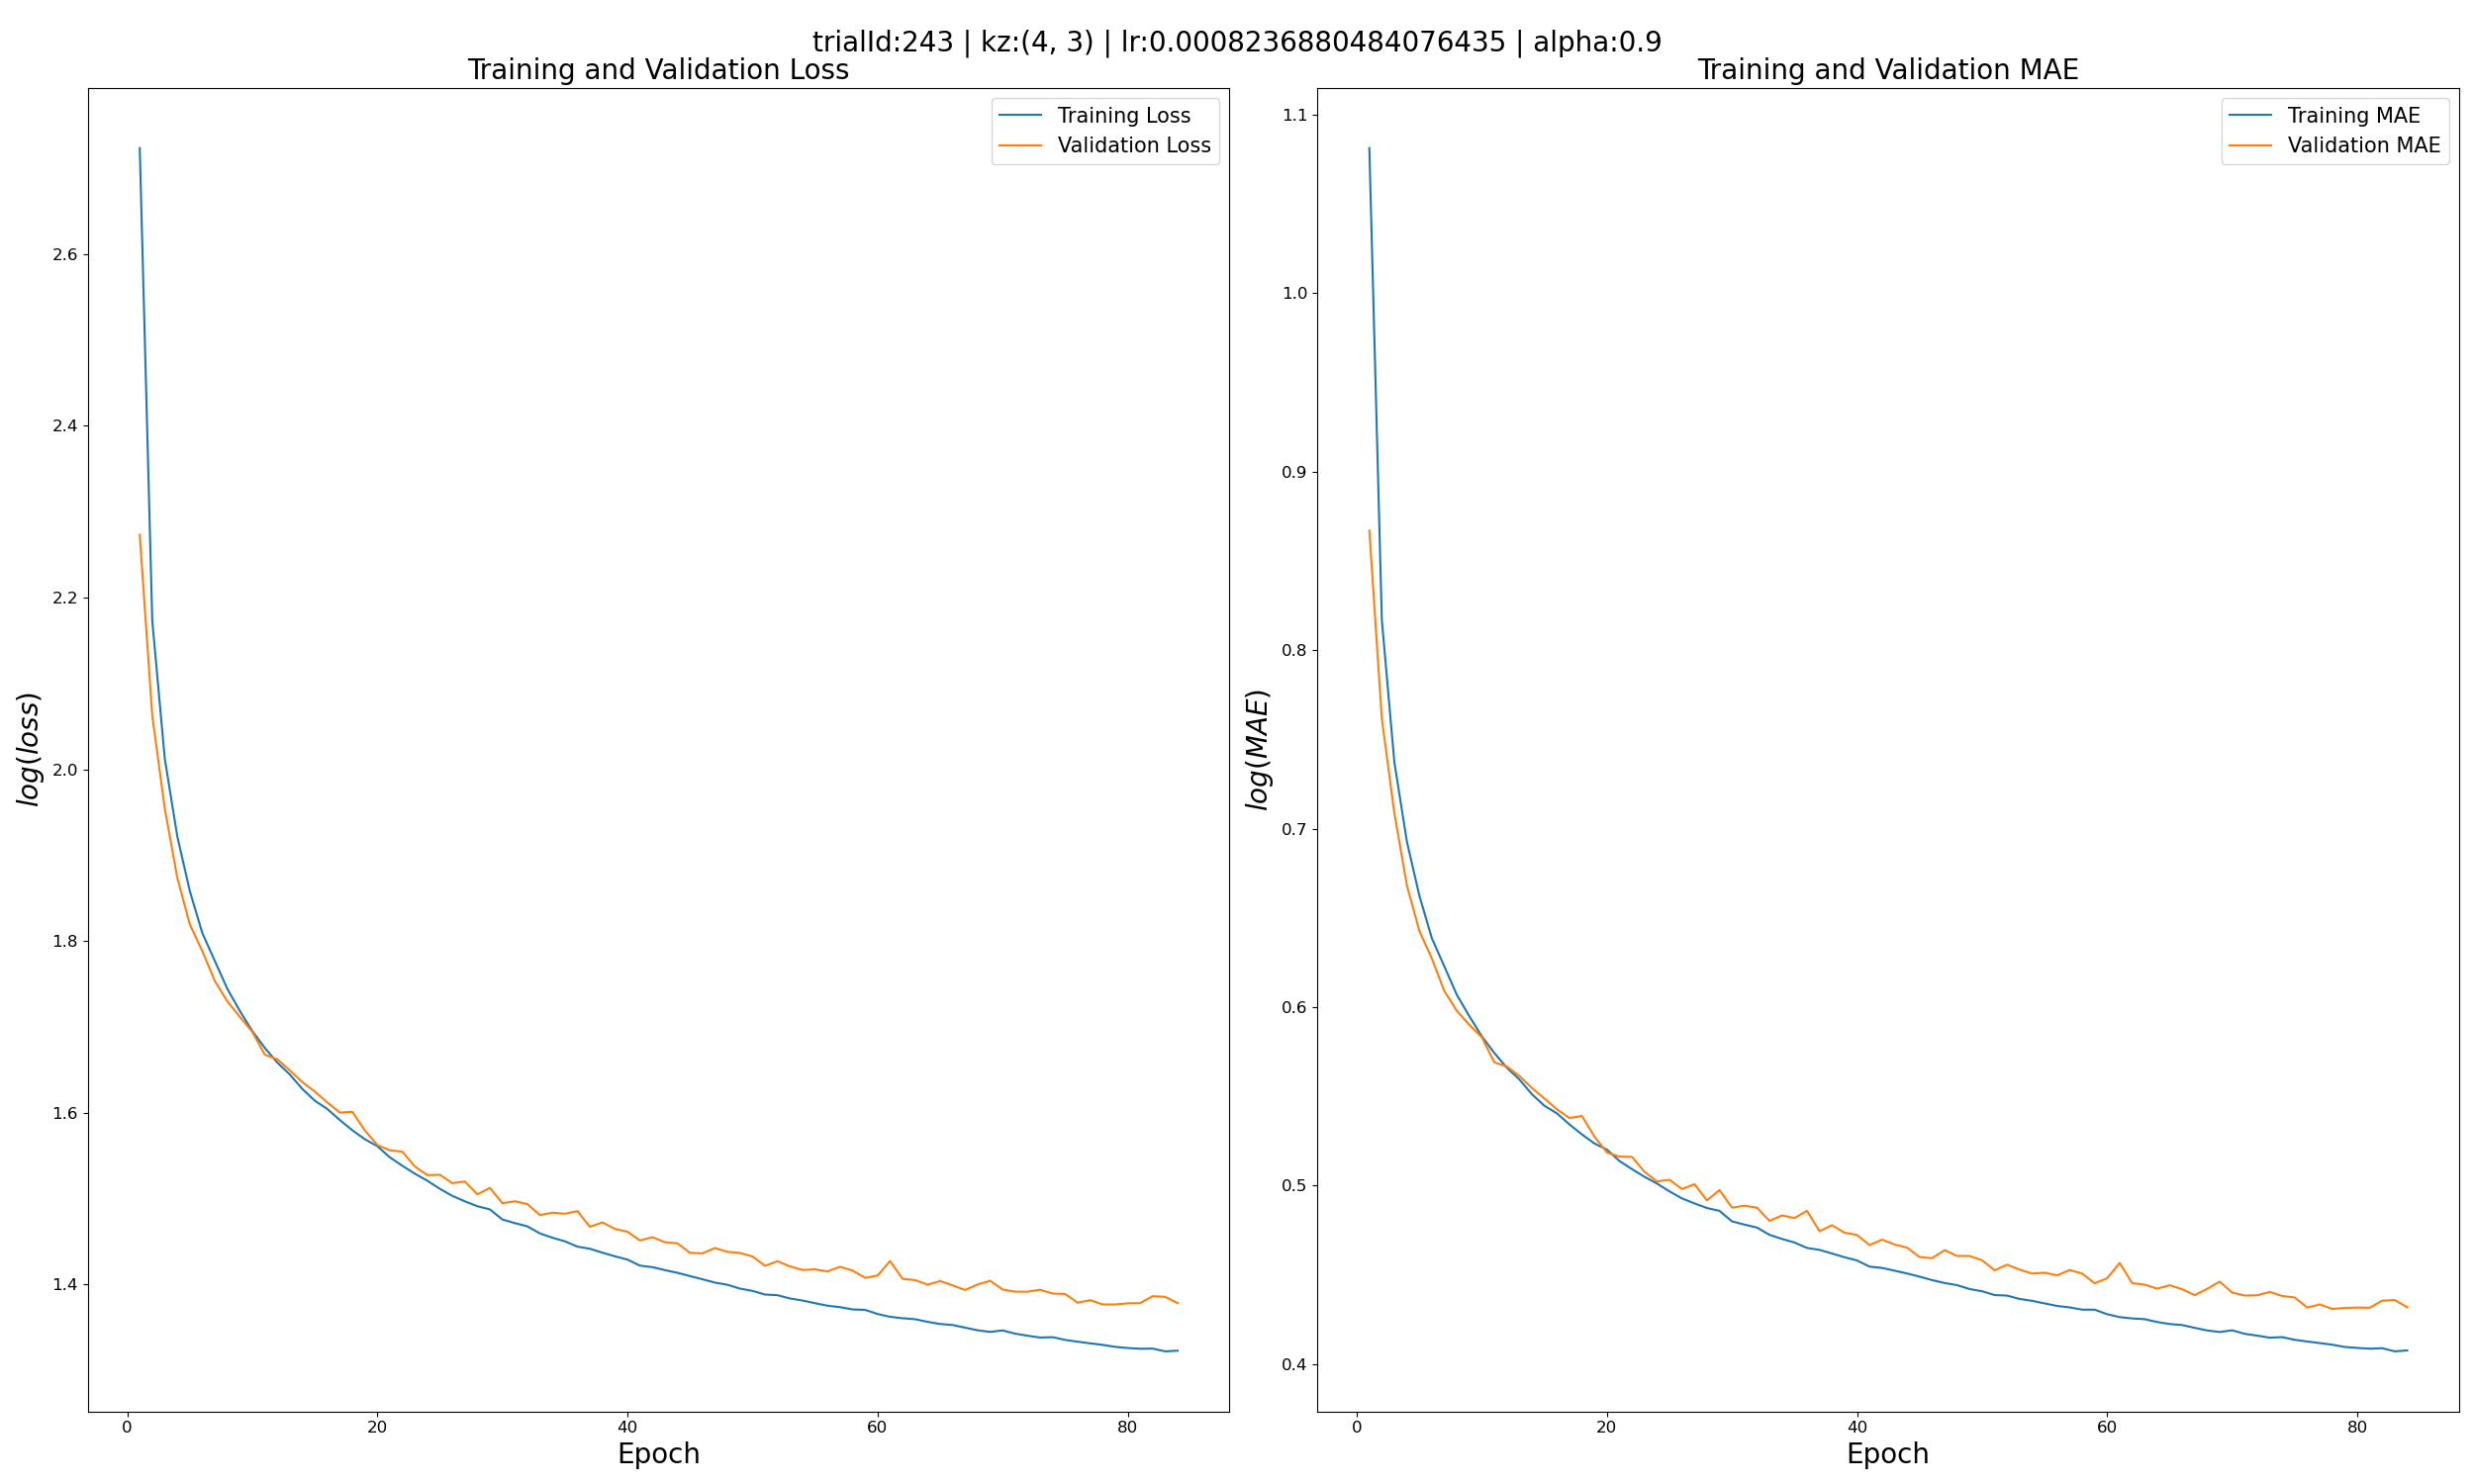 trialId:243 | kz:(4, 3) | lr:0.0008236880484076435 | alpha:0.9
Training and Validation Loss
Training Loss
Validation Loss
2.6
2.4
2.2
2.0
1.8
1.6
1.4
log(loss)
0 20 40 60 80
Epoch
Training and Validation MAE
Training MAE
Validation MAE
1.1
1.0
0.9
0.8
0.7
0.6
0.5
0.4
log(MAE)
0 20 40 60 80
Epoch